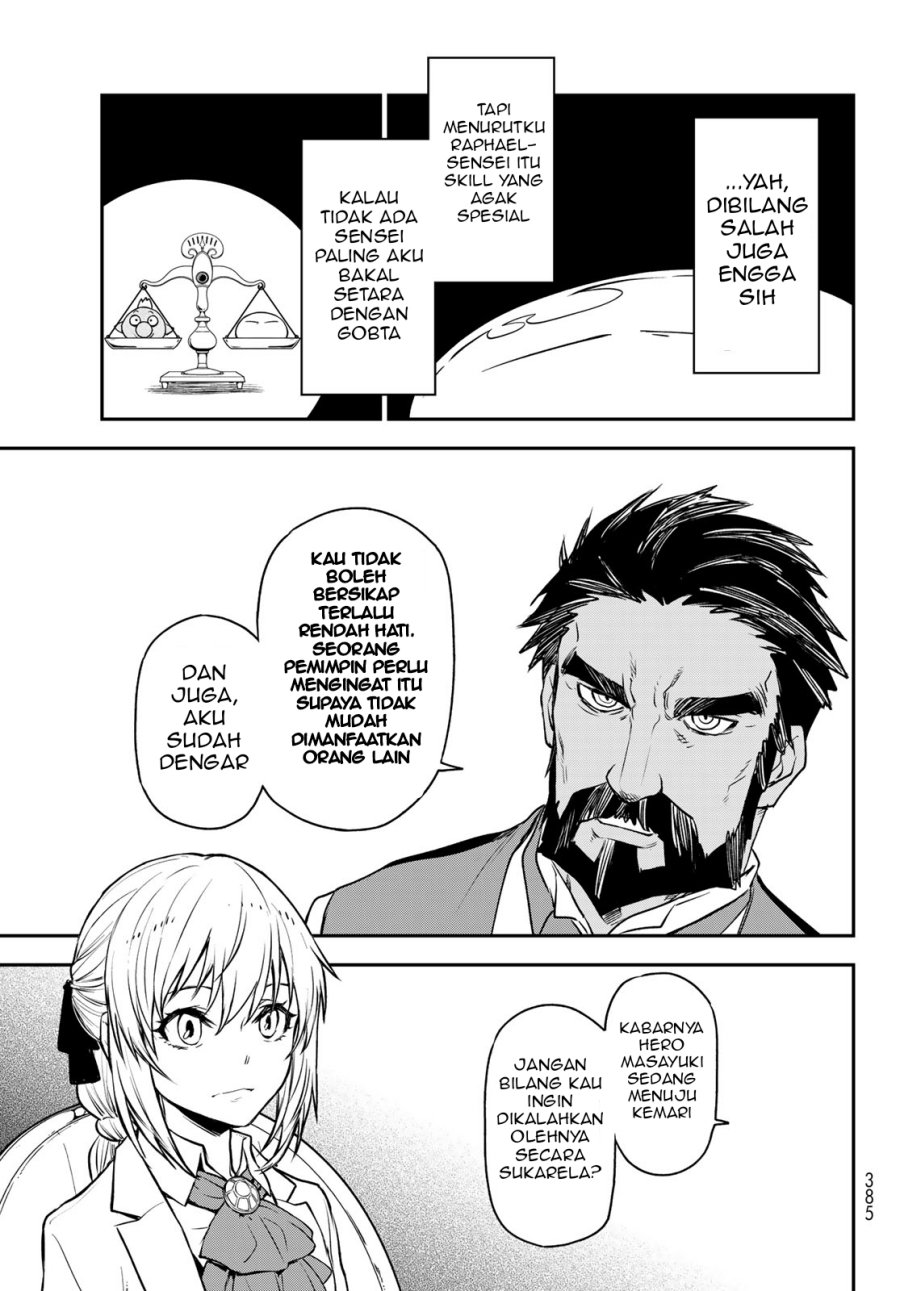 ...YAH,
DIBILANG
SALAH
JUGA
ENGGA
SIH
TAPI
MENURUTKU
RAPHAEL-
SENSEI ITU
SKILL YANG
AGAK
SPESIAL
KALAU
TIDAK ADA
SENSEI
PALING AKU
BAKAL
SETARA
DENGAN
GOBTA
KAU TIDAK
BOLEH
BERSIKAP
TERLALU
RENDAH HATI.
SEORANG
PEMIMPIN PERLU
MENGINGAT ITU
SUPAYA TIDAK
MUDAH
DIMANFAATKAN
ORANG LAIN
DAN
JUGA,
AKU
SUDAH
DENGAR
KABARNYA
HERO
MASAYUKI
SEDANG
MENUJU
KEMARI
JANGAN
BILANG KAU
INGIN
DIKALAHKAN
OLEHNYA
SECARA
SUKARELA?
385